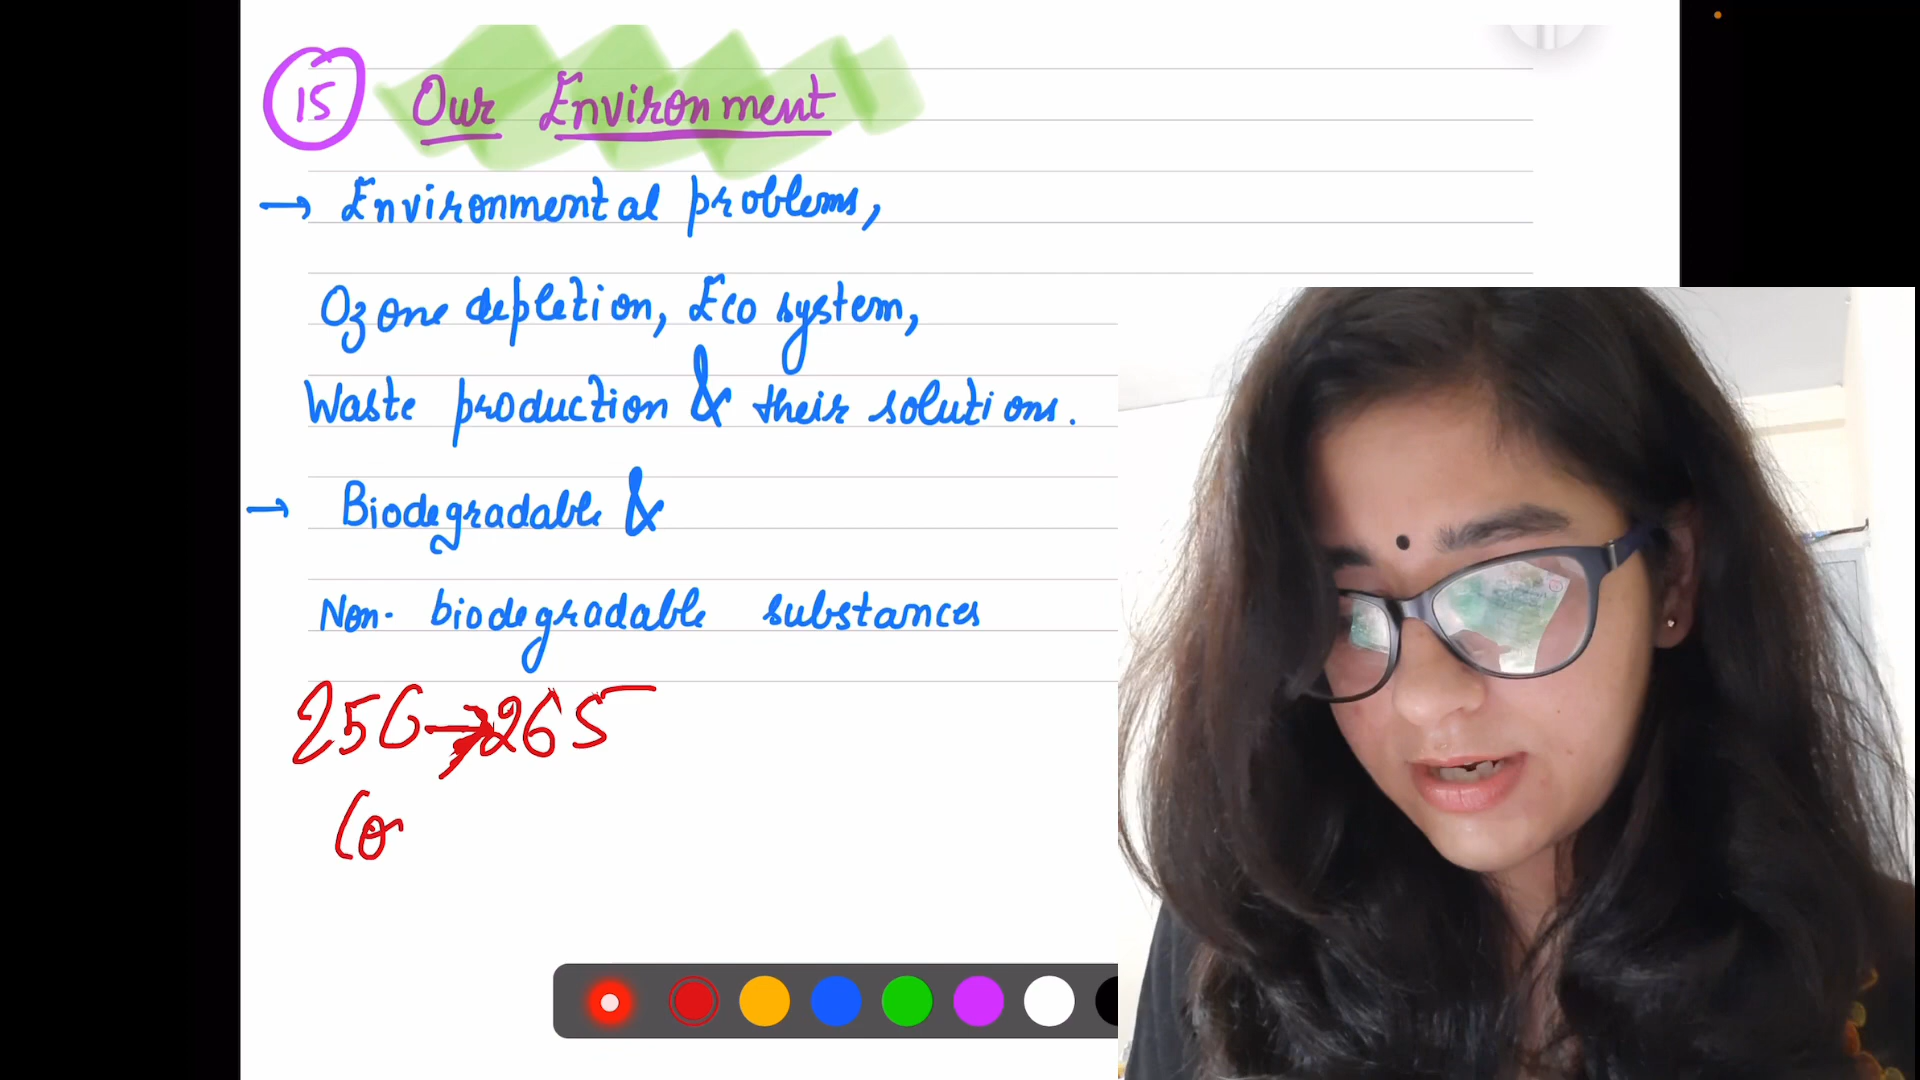 15 Our Environment
→ Environmental problems,
Ozone depletion, Eco system,
Waste production & their solutions.
→ Biodegradable &
Non-biodegradable substances
256→265